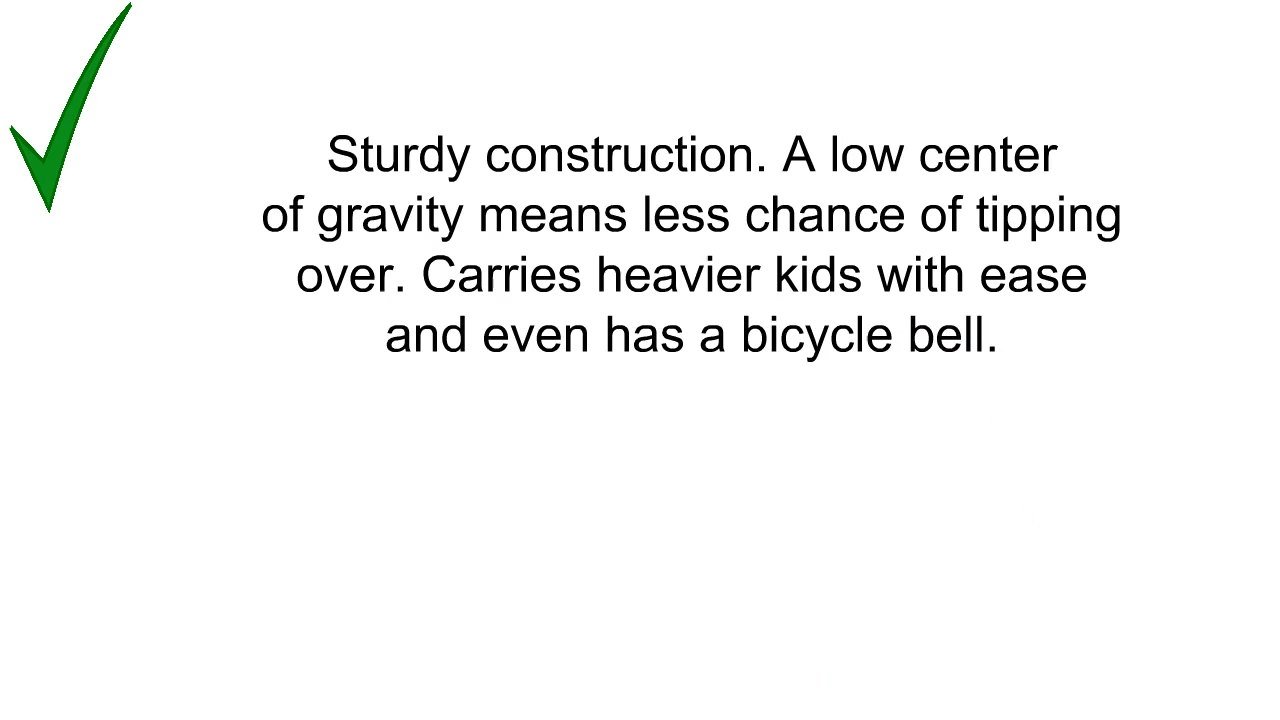 Sturdy construction. A low center
of gravity means less chance of tipping
over. Carries heavier kids with ease
and even has a bicycle bell.